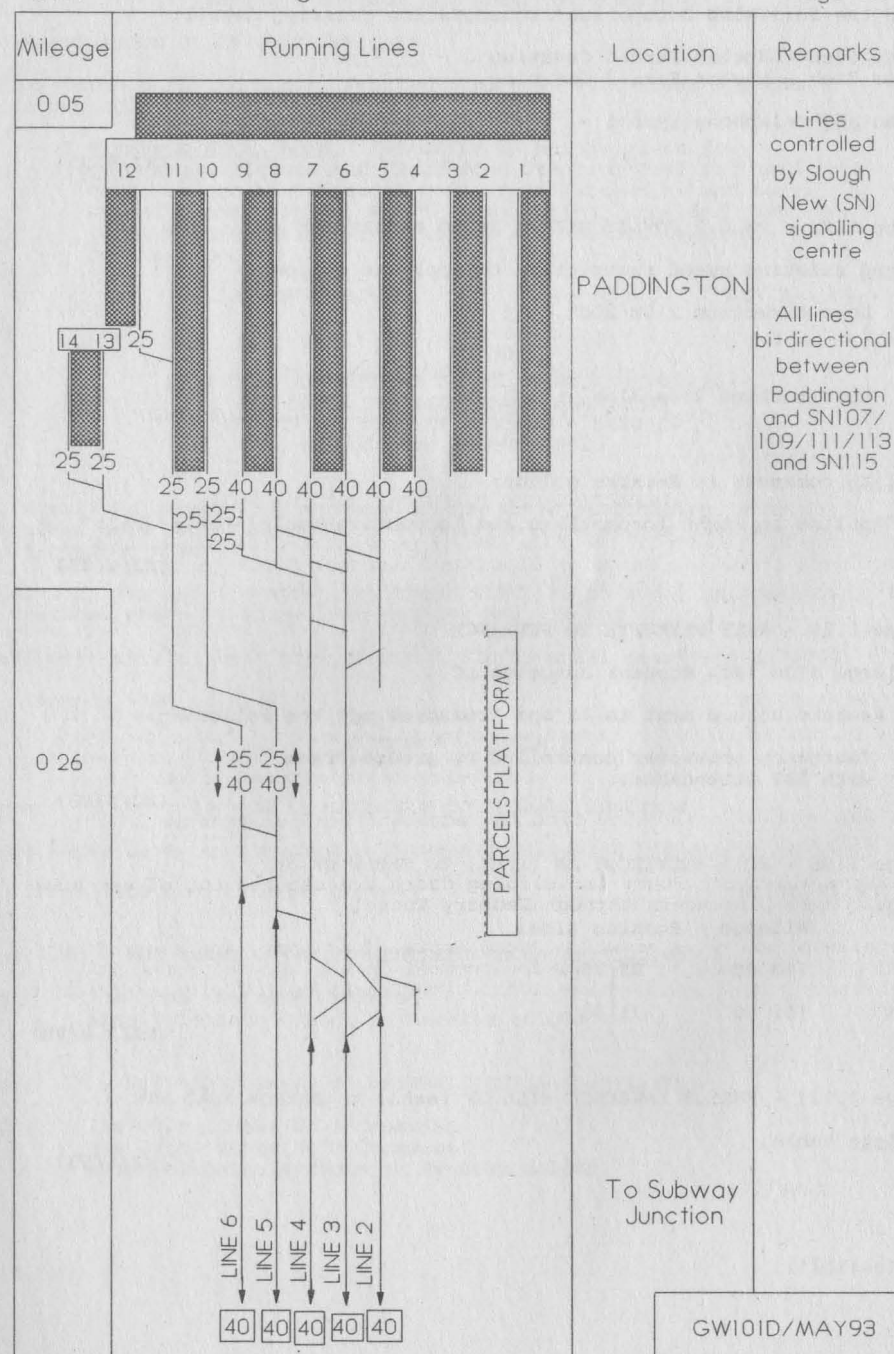 Mileage Running Lines Location Remarks
0 05
12 11 10 9 8 7 6 5 4 3 2 1
Lines
controlled
by Slough
New (SN)
signalling
centre
PADDINGTON
14 13 25
All lines
bi-directional
between
Paddington
and SN107/
109/111/113
and SN115
25 25
25 25 40 40 40 40 40 40
25 25
25
0 26
25 25
40 40
PARCELS PLATFORM
To Subway
Junction
LINE 6
LINE 5
LINE 4
LINE 3
LINE 2
40 40 40 40 40
GW101D/MAY93